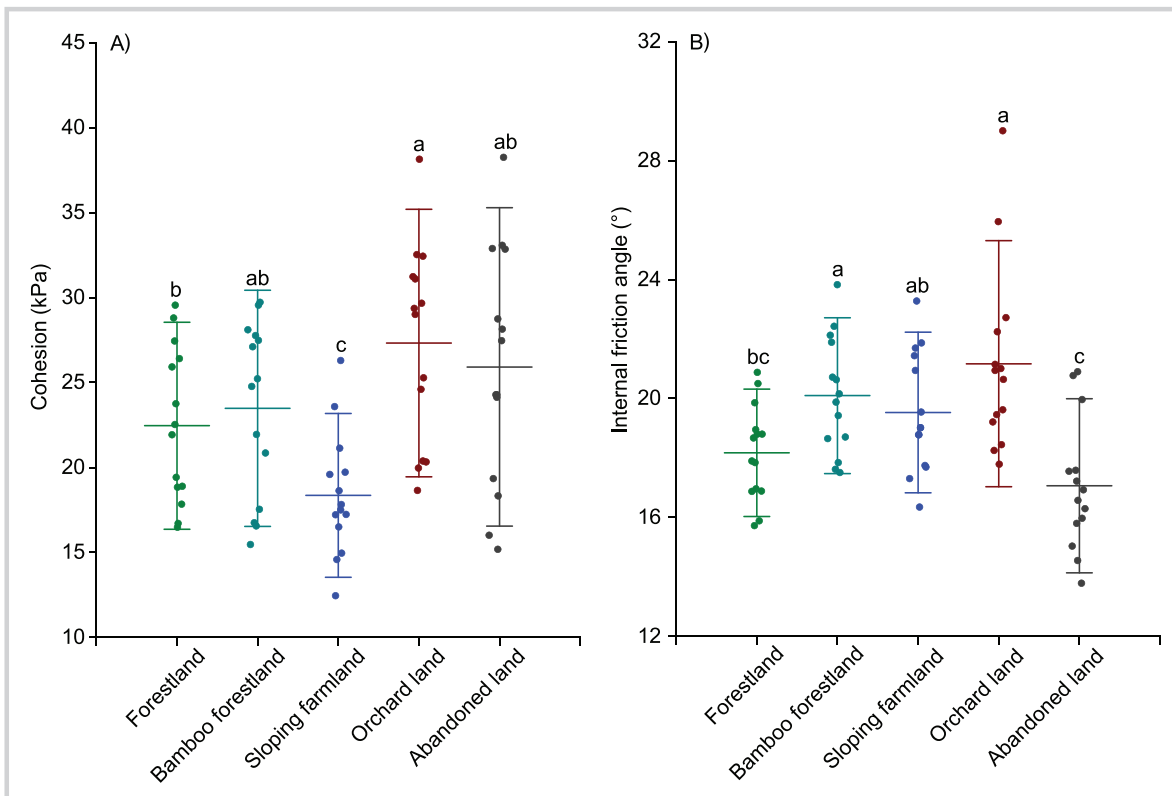 A)
45
40
35
30
25
20
15
10
Cohesion (kPa)
b
ab
c
a
ab
Forestland
Bamboo forestland
Sloping farmland
Orchard land
Abandoned land
B)
32
28
24
20
16
12
Internal friction angle (°)
bc
a
ab
a
c
Forestland
Bamboo forestland
Sloping farmland
Orchard land
Abandoned land